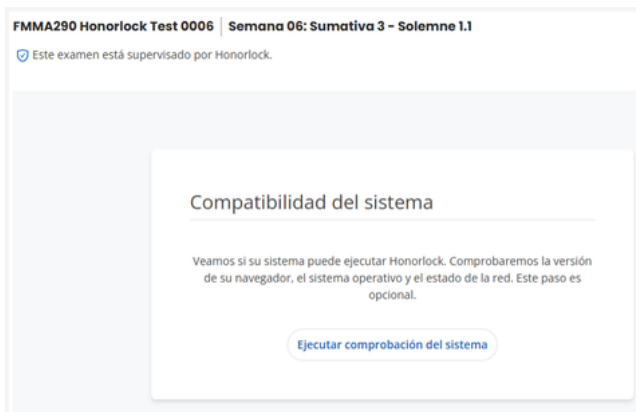 FMMA290 Honorlock Test 0006 | Semana 06: Sumativa 3 - Solemne 1.1
Este examen está supervisado por Honorlock.
Compatibilidad del sistema
Veamos si su sistema puede ejecutar Honorlock. Comprobaremos la versión
de su navegador, el sistema operativo y el estado de la red. Este paso es
opcional.
Ejecutar comprobación del sistema